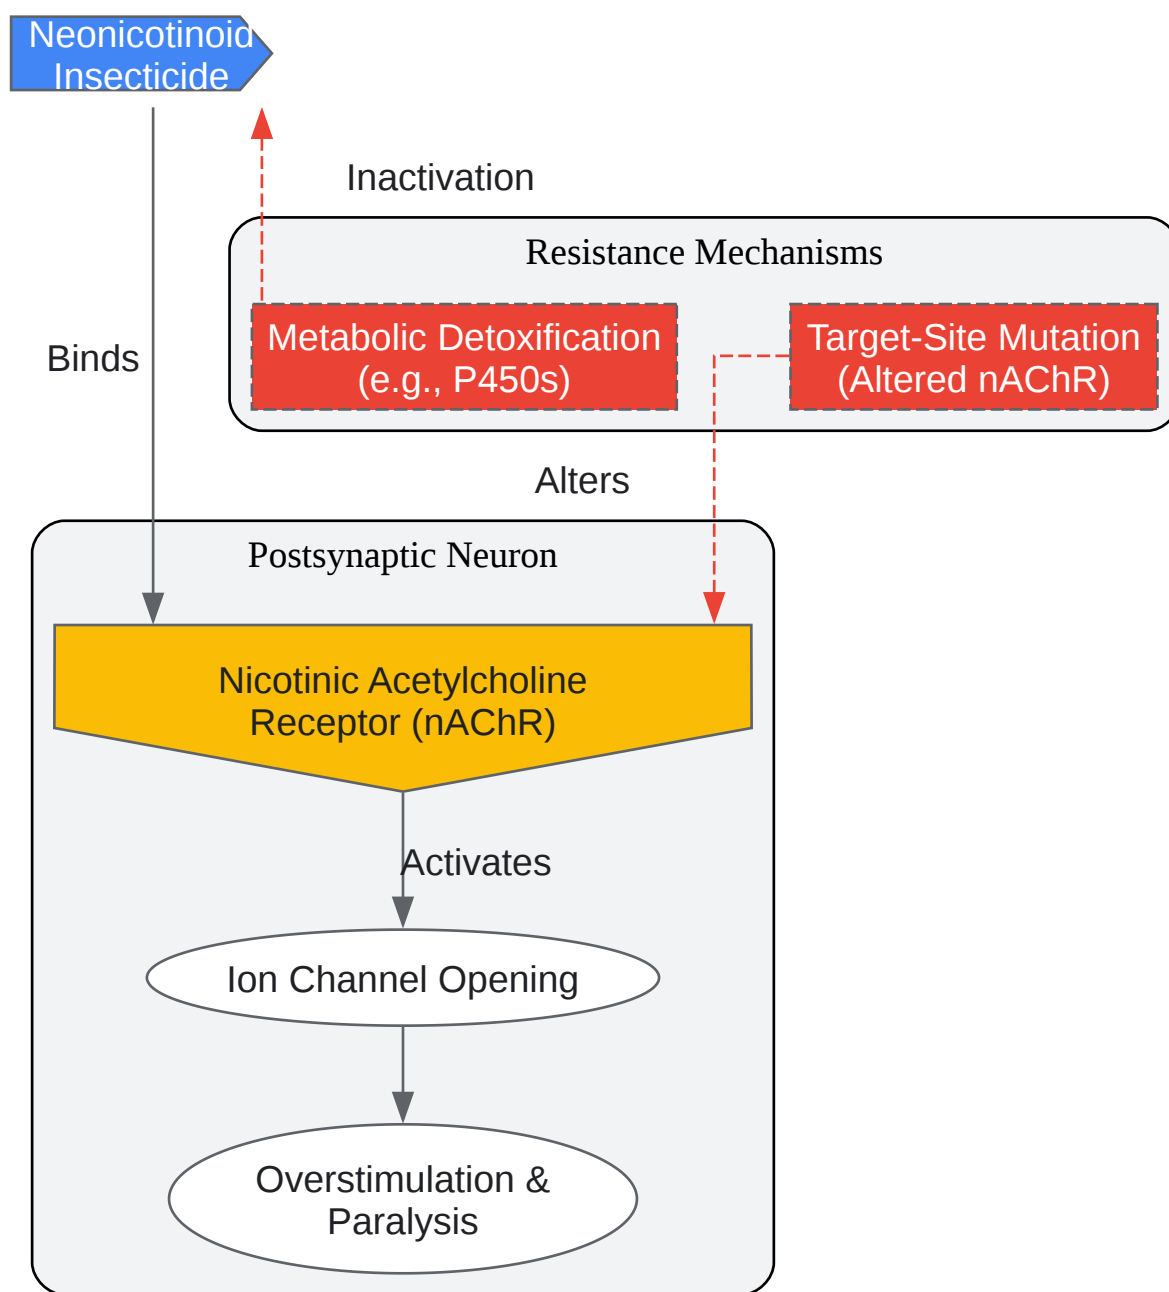 Neonicotinoid
Insecticide
Inactivation
Resistance Mechanisms
Metabolic Detoxification
(e.g., P450s)
Target-Site Mutation
(Altered nAChR)
Binds
Alters
Postsynaptic Neuron
Nicotinic Acetylcholine
Receptor (nAChR)
Activates
Ion Channel Opening
Overstimulation &
Paralysis